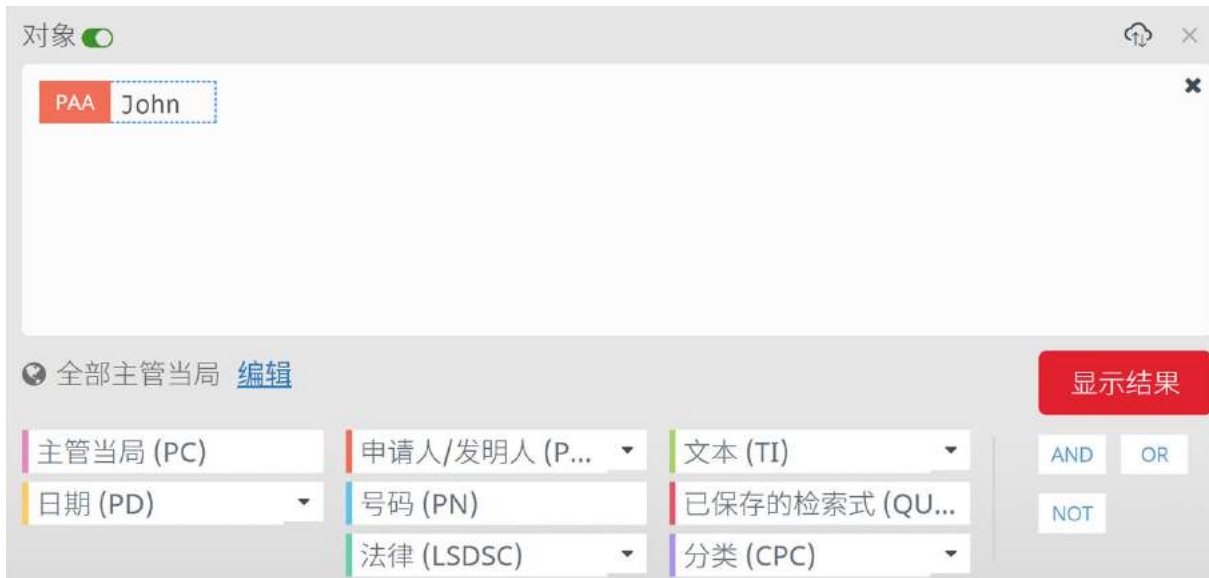 对象
PAA John
全部主管当局 编辑
显示结果
主管当局 (PC)
申请人/发明人 (P...
文本 (TI)
AND
OR
日期 (PD)
号码 (PN)
已保存的检索式 (QU...
NOT
法律 (LSDSC)
分类 (CPC)